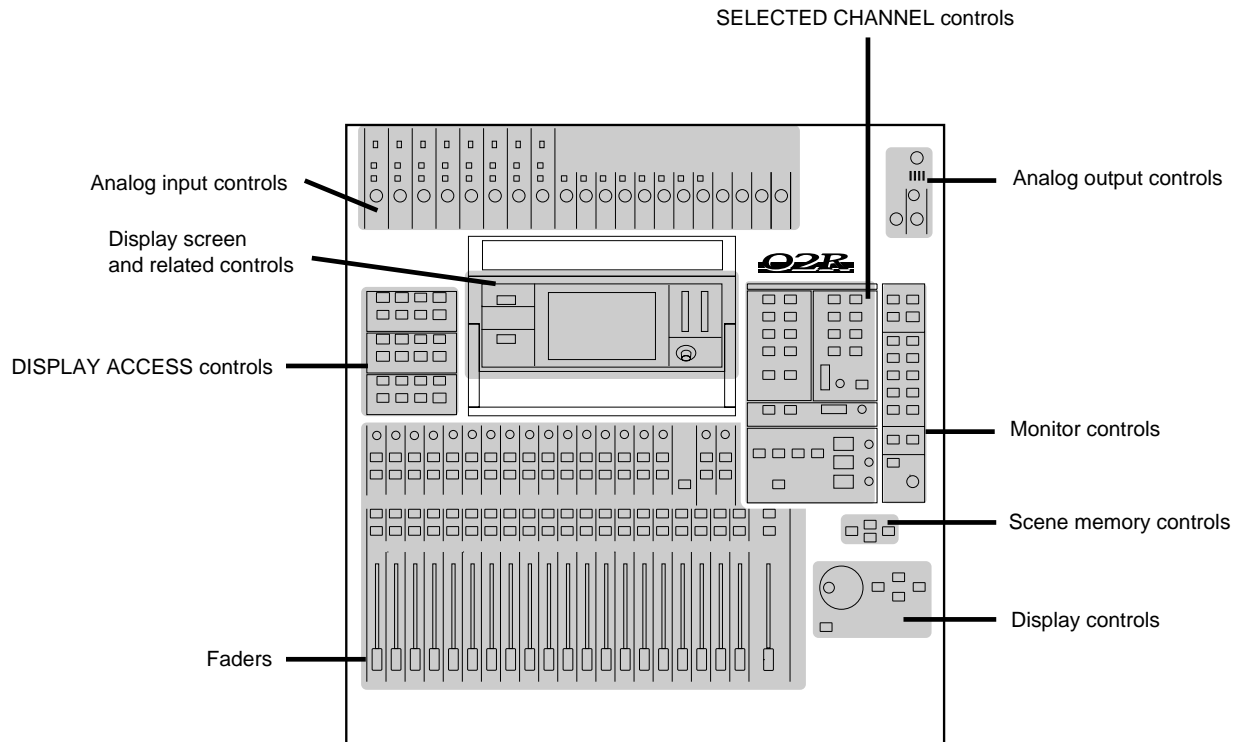 SELECTED CHANNEL controls
Analog input controls
Analog output controls
Display screen
and related controls
02R
DISPLAY ACCESS controls
Monitor controls
Scene memory controls
Display controls
Faders